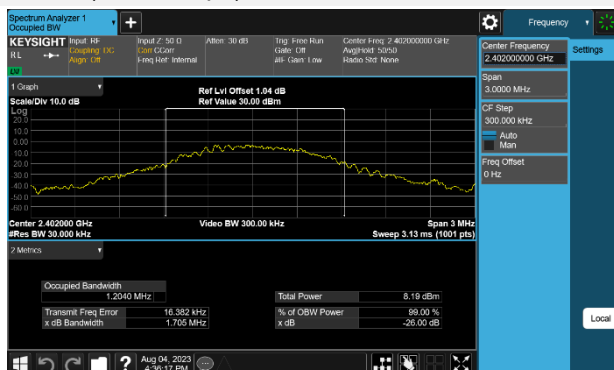 Spectrum Analyzer 1
Occupied BW
Frequency
KEYSIGHT
Input: RF
Coupling: DC
Align: Off
Input Z: 50 Ω
Corr CCorr
Freq Ref: Internal
Atten: 30 dB
Trig: Free Run
Gate: Off
#IF Gain: Low
Center Freq: 2.402000000 GHz
Avg|Hold: 50/50
Radio Std: None
RL
Center Frequency
2.402000000 GHz
Settings
Span
3.0000 MHz
CF Step
300.000 kHz
Auto
Man
Freq Offset
0 Hz
1 Graph
Scale/Div 10.0 dB
Ref Lvl Offset 1.04 dB
Ref Value 30.00 dBm
Log
20.0
10.0
0.00
-10.0
-20.0
-30.0
-40.0
-50.0
-60.0
Center 2.402000 GHz
#Res BW 30.000 kHz
Video BW 300.00 kHz
Span 3 MHz
Sweep 3.13 ms (1001 pts)
2 Metrics
Occupied Bandwidth
1.2040 MHz
Total Power 8.19 dBm
Transmit Freq Error 16.382 kHz
% of OBW Power 99.00 %
x dB Bandwidth 1.705 MHz
x dB -26.00 dB
Local
Aug 04, 2023
4:36:17 PM